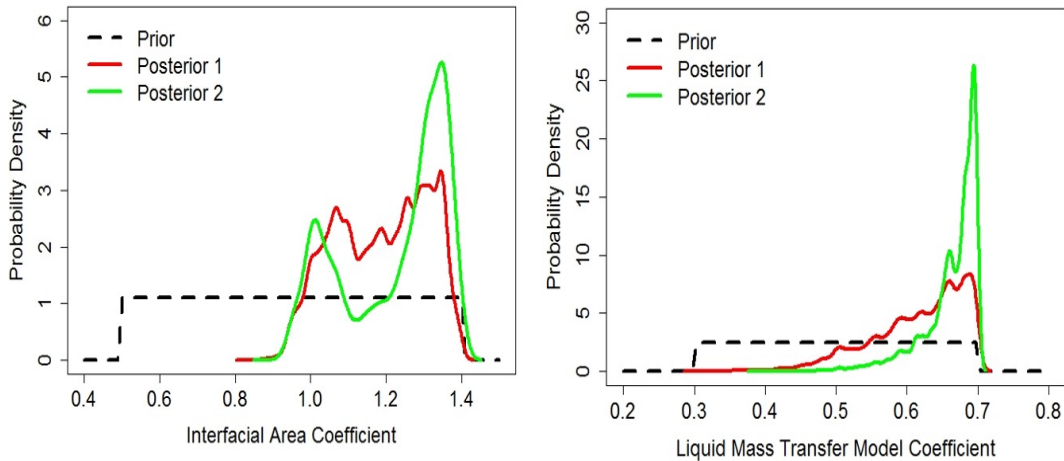 Probability Density
6
5
4
3
2
1
0
Prior
Posterior 1
Posterior 2
0.4 0.6 0.8 1.0 1.2 1.4
Interfacial Area Coefficient
Probability Density
30
25
20
15
10
5
0
Prior
Posterior 1
Posterior 2
0.2 0.3 0.4 0.5 0.6 0.7 0.8
Liquid Mass Transfer Model Coefficient